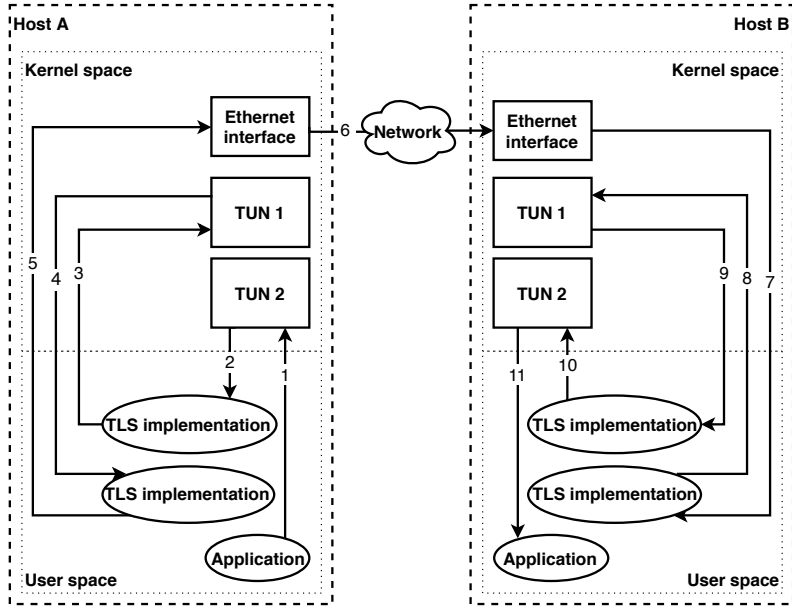 Host A
Host B
Kernel space
Kernel space
Ethernet
interface
6
Network
Ethernet
interface
TUN 1
TUN 1
5
4
3
9
8
7
TUN 2
TUN 2
2
1
11
10
TLS implementation
TLS implementation
TLS implementation
TLS implementation
Application
Application
User space
User space